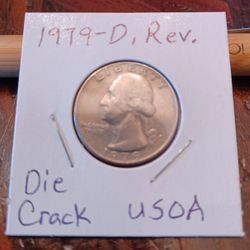 1979-D, Rev.
LIBERTY
Die
Crack USOA